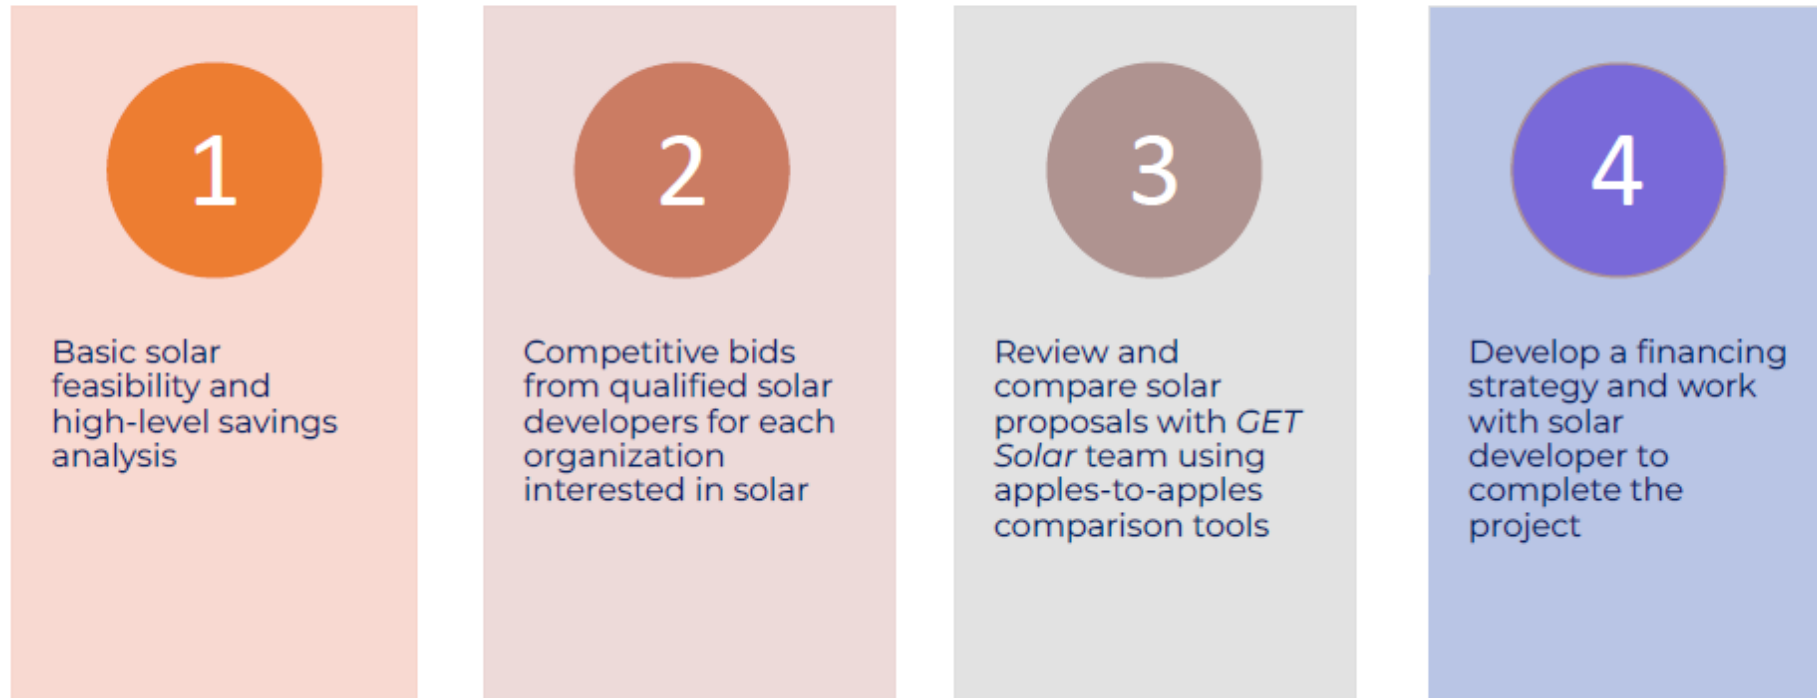 1
Basic solar
feasibility and
high-level savings
analysis
2
Competitive bids
from qualified solar
developers for each
organization
interested in solar
3
Review and
compare solar
proposals with GET
Solar team using
apples-to-apples
comparison tools
4
Develop a financing
strategy and work
with solar
developer to
complete the
project